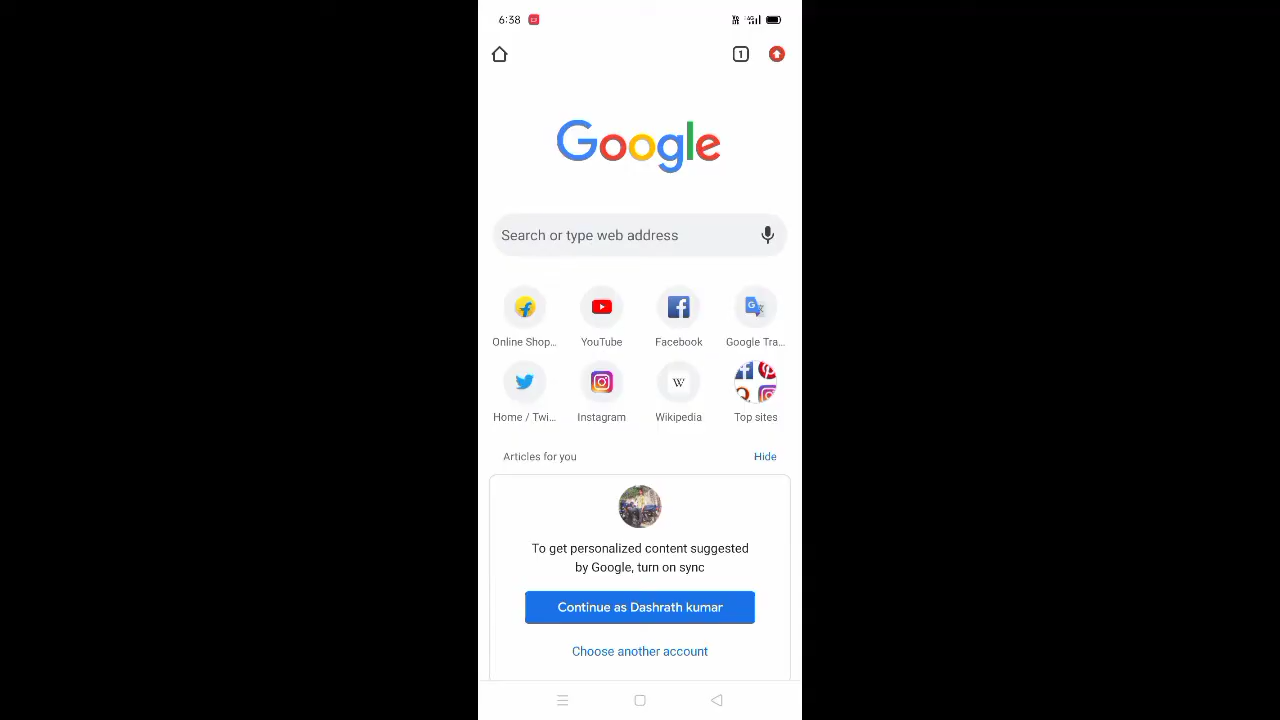 6:38
1
Google
Search or type web address
Online Shop...
YouTube
Facebook
Google Tra...
Home / Twi...
Instagram
Wikipedia
Top sites
Articles for you
Hide
To get personalized content suggested
by Google, turn on sync
Continue as Dashrath kumar
Choose another account